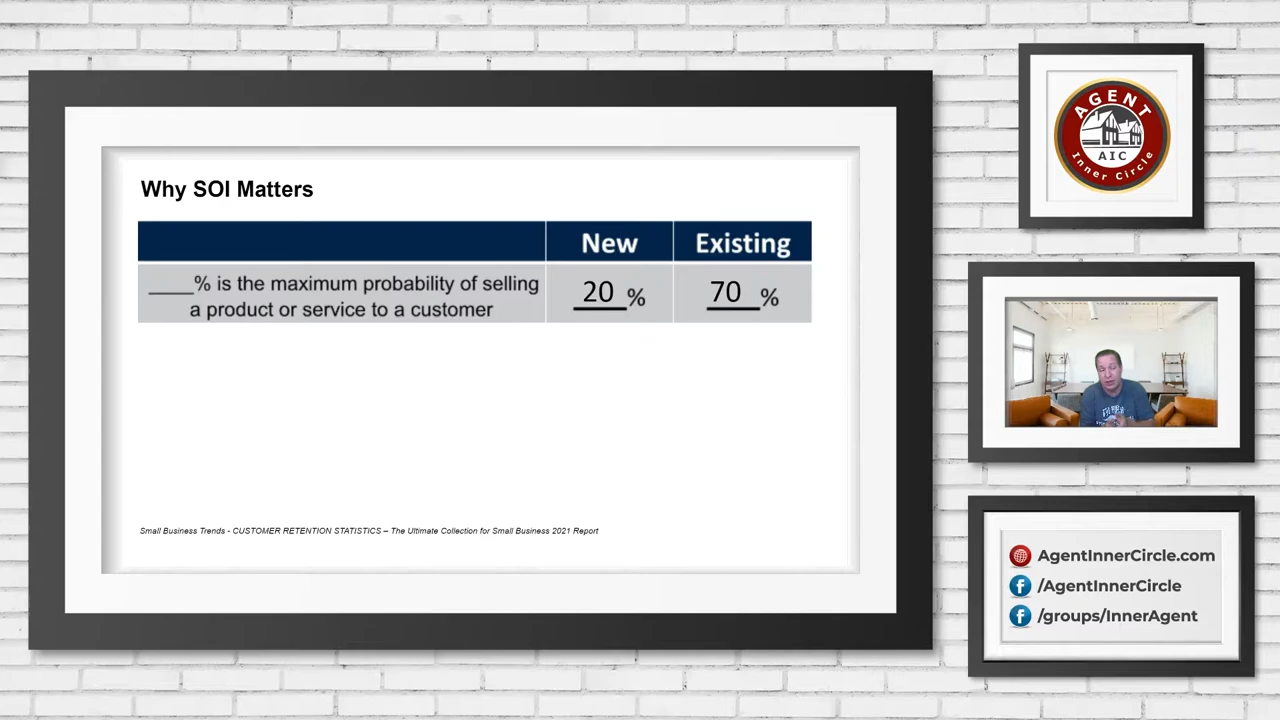 Why SOI Matters
New Existing
____% is the maximum probability of selling
a product or service to a customer
20 % 70 %
Small Business Trends - CUSTOMER RETENTION STATISTICS – The Ultimate Collection for Small Business 2021 Report
AGENT
AIC
Inner Circle
AgentInnerCircle.com
/AgentInnerCircle
/groups/InnerAgent